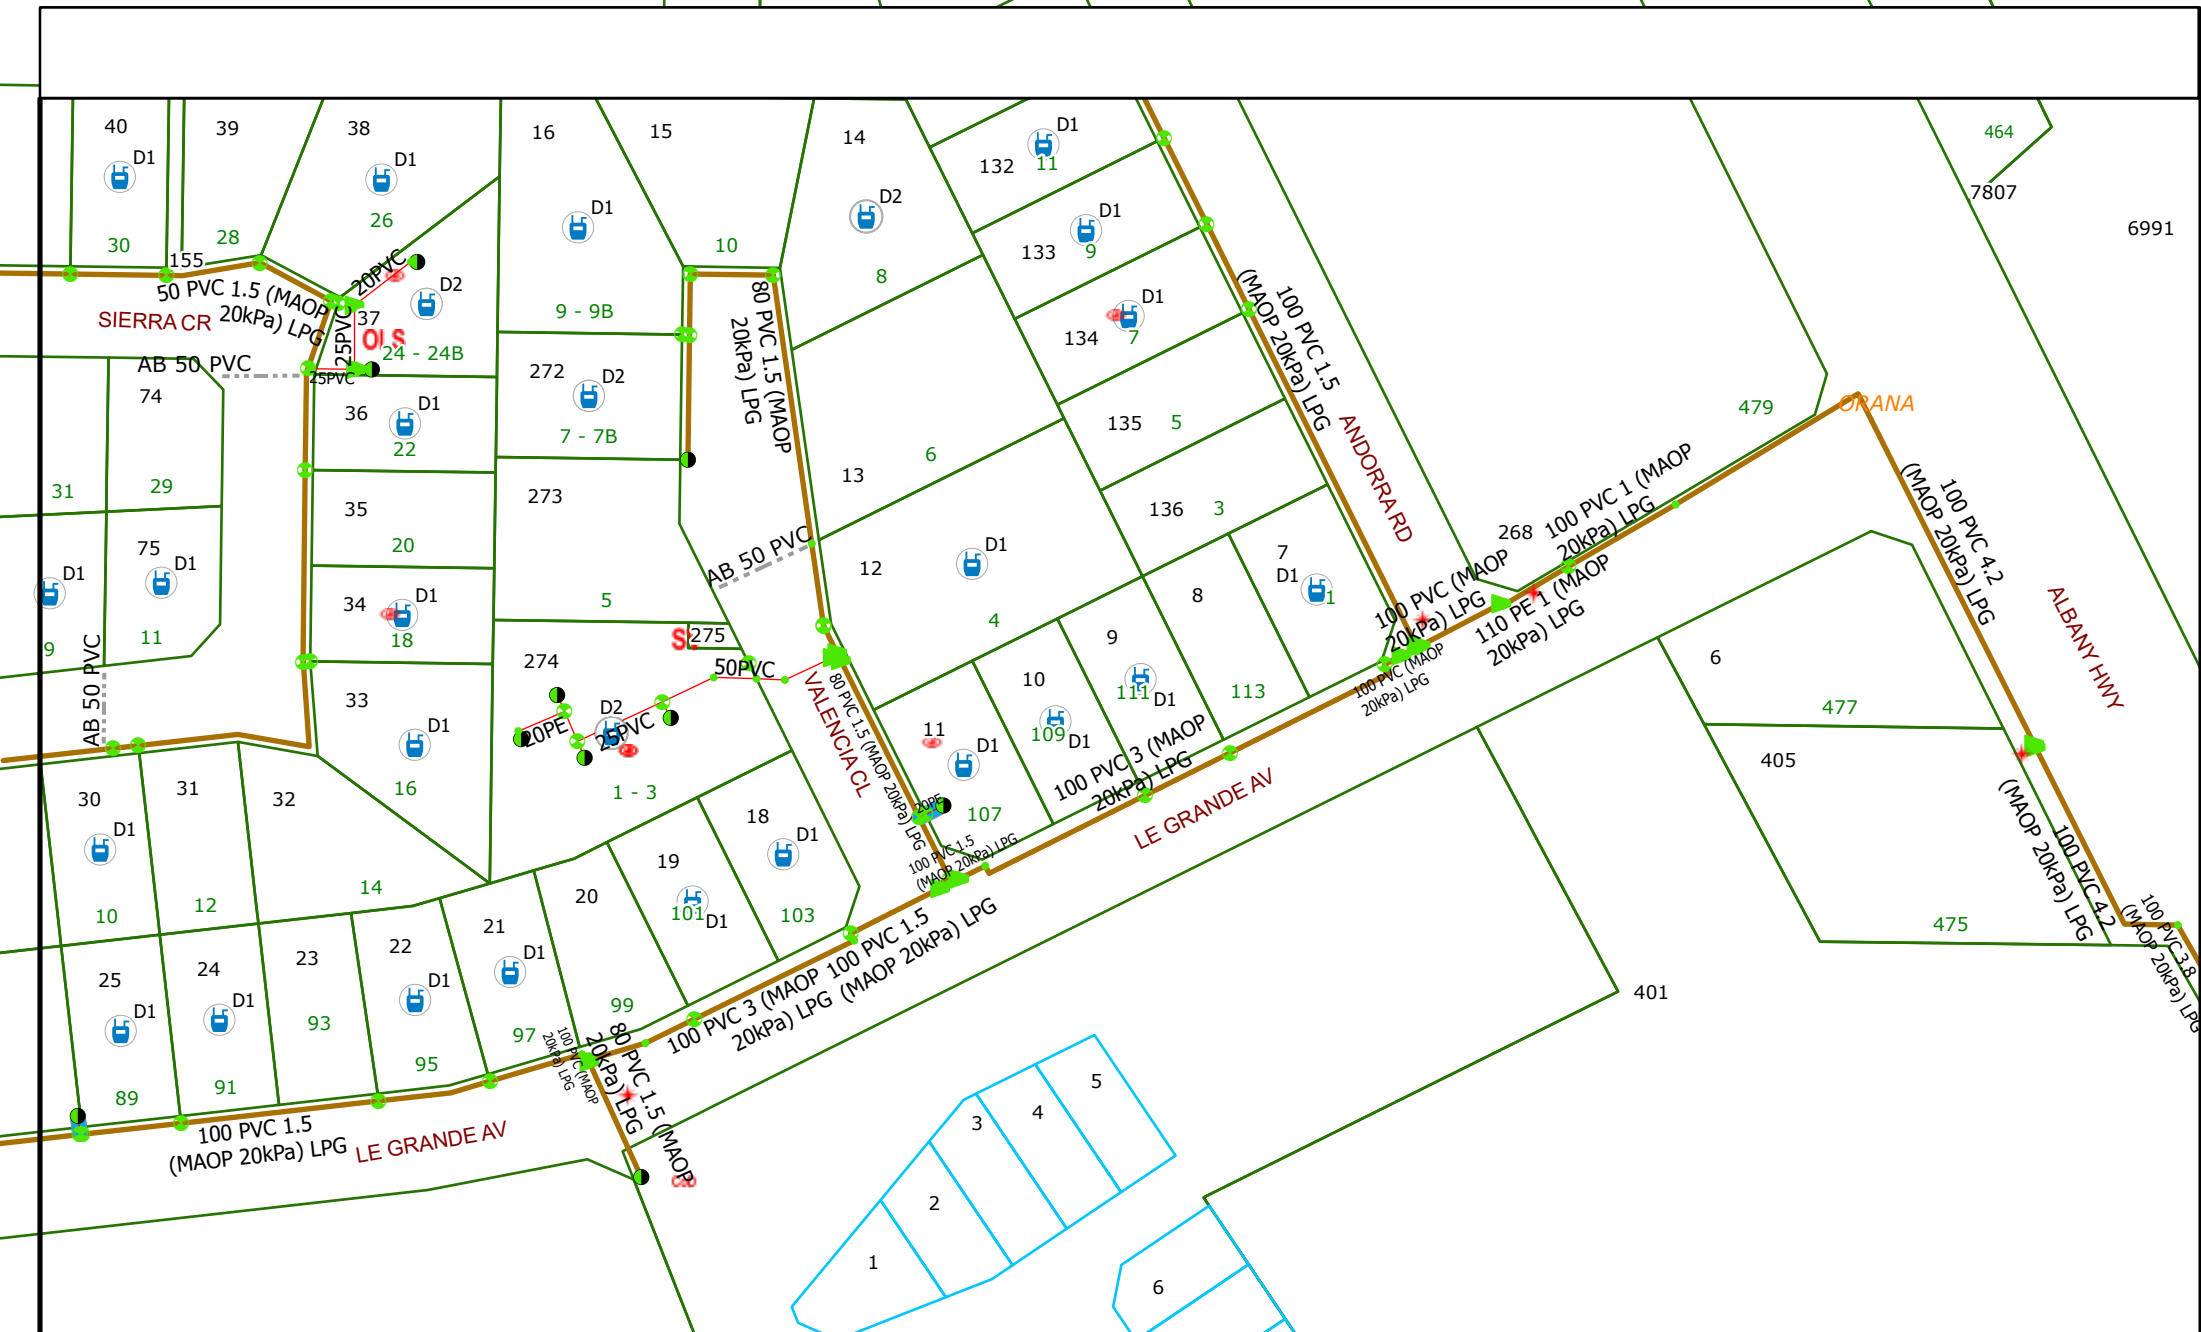 40
D1
30
39
28
155
38
D1
26
20PVC
D2
37
OLS
24 - 24B
50 PVC 1.5 (MAOP
20kPa) LPG
SIERRA CR
25PVC
25PVC
AB 50 PVC
74
29
31
75
D1
11
D1
9
AB 50 PVC
36
D1
22
35
20
34
D1
18
33
D1
16
16
D1
9 - 9B
15
10
272
D2
7 - 7B
273
5
275
274
50PVC
D2
20PE
25PVC
1 - 3
80 PVC 1.5 (MAOP
20kPa) LPG
AB 50 PVC
14
D2
8
13
6
12
D1
4
132
D1
11
133
D1
9
134
D1
7
135
5
136
3
7
D1
1
8
113
9
111
D1
10
109
D1
11
D1
107
20PE
VALENCIA CL
80 PVC 1.5 (MAOP 20kPa) LPG
100 PVC 1.5
(MAOP 20kPa) LPG
100 PVC 3 (MAOP
20kPa) LPG
LE GRANDE AV
100 PVC 1.5
(MAOP 20kPa) LPG
ANDORRA RD
268
100 PVC 1 (MAOP
20kPa) LPG
100 PVC (MAOP
20kPa) LPG
110 PE 1 (MAOP
20kPa) LPG
100 PVC (MAOP
20kPa) LPG
479
ORANA
464
7807
6991
100 PVC 4.2
(MAOP 20kPa) LPG
ALBANY HWY
6
477
405
475
100 PVC 4.2
(MAOP 20kPa) LPG
100 PVC 3.8
(MAOP 20kPa) LPG
401
30
D1
10
31
12
32
14
25
D1
89
24
D1
91
23
93
22
D1
95
21
D1
97
20
99
19
101
D1
18
D1
103
100 PVC 3 (MAOP
20kPa) LPG
100 PVC 1.5
(MAOP 20kPa) LPG
100 PVC (MAOP
20kPa) LPG
80 PVC 1.5 (MAOP
20kPa) LPG
100 PVC 1.5
(MAOP 20kPa) LPG
LE GRANDE AV
5
4
3
2
1
6